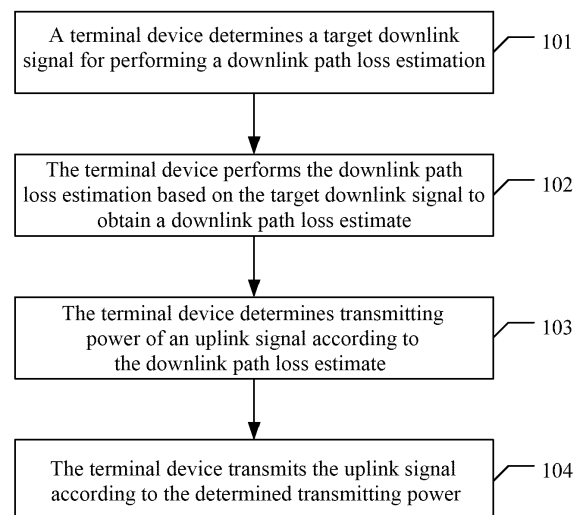 A terminal device determines a target downlink
signal for performing a downlink path loss estimation
101
The terminal device performs the downlink path
loss estimation based on the target downlink signal to
obtain a downlink path loss estimate
102
The terminal device determines transmitting
power of an uplink signal according to
the downlink path loss estimate
103
The terminal device transmits the uplink signal
according to the determined transmitting power
104